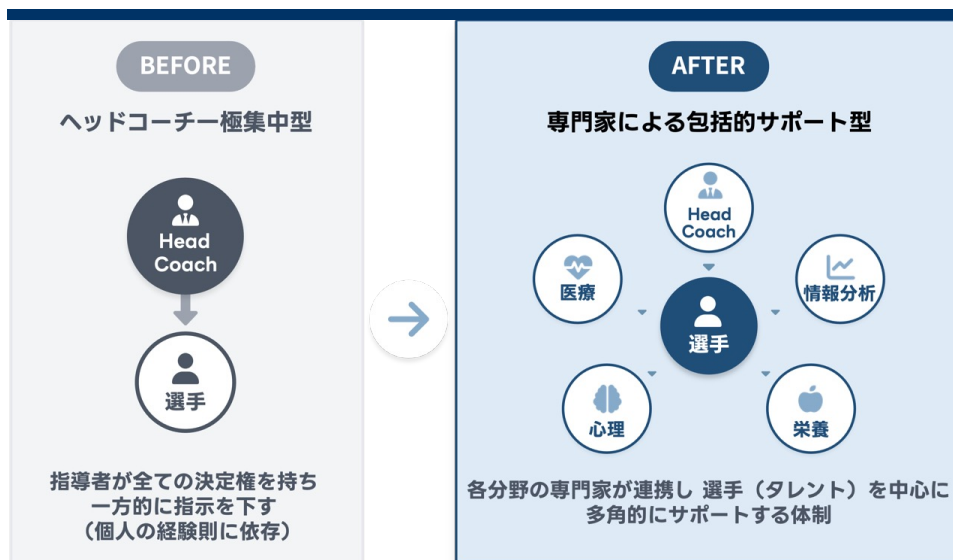 BEFORE
ヘッドコーチ一極集中型
Head
Coach
選手
指導者が全ての決定権を持ち
一方的に指示を下す
（個人の経験則に依存）
AFTER
専門家による包括的サポート型
Head
Coach
医療
情報分析
選手
心理
栄養
各分野の専門家が連携し 選手（タレント）を中心に
多角的にサポートする体制